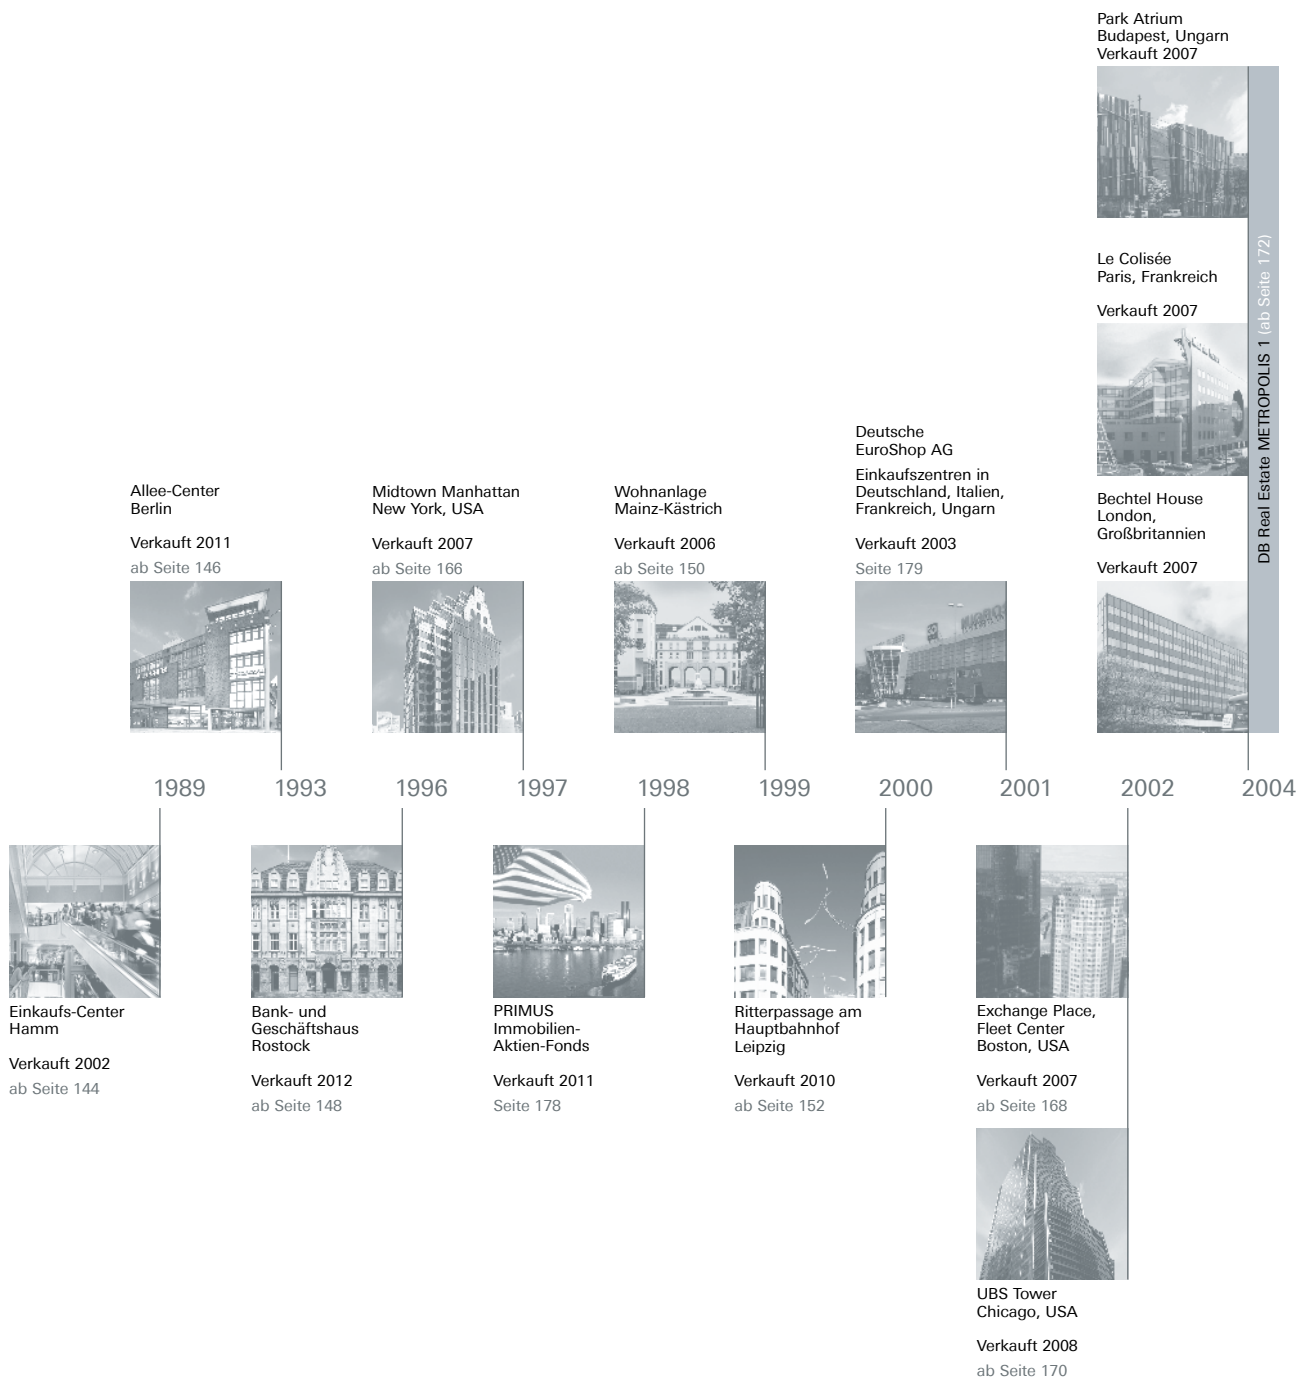 Park Atrium
Budapest, Ungarn
Verkauft 2007
Le Colisée
Paris, Frankreich
Verkauft 2007
Bechtel House
London,
Großbritannien
Verkauft 2007
DB Real Estate METROPOLIS 1 (ab Seite 172)
Allee-Center
Berlin
Verkauft 2011
ab Seite 146
Midtown Manhattan
New York, USA
Verkauft 2007
ab Seite 166
Wohnanlage
Mainz-Kästrich
Verkauft 2006
ab Seite 150
Deutsche
EuroShop AG
Einkaufszentren in
Deutschland, Italien,
Frankreich, Ungarn
Verkauft 2003
Seite 179
1989 1993 1996 1997 1998 1999 2000 2001 2002 2004
Einkaufs-Center
Hamm
Verkauft 2002
ab Seite 144
Bank- und
Geschäftshaus
Rostock
Verkauft 2012
ab Seite 148
PRIMUS
Immobilien-
Aktien-Fonds
Verkauft 2011
Seite 178
Ritterpassage am
Hauptbahnhof
Leipzig
Verkauft 2010
ab Seite 152
Exchange Place,
Fleet Center
Boston, USA
Verkauft 2007
ab Seite 168
UBS Tower
Chicago, USA
Verkauft 2008
ab Seite 170